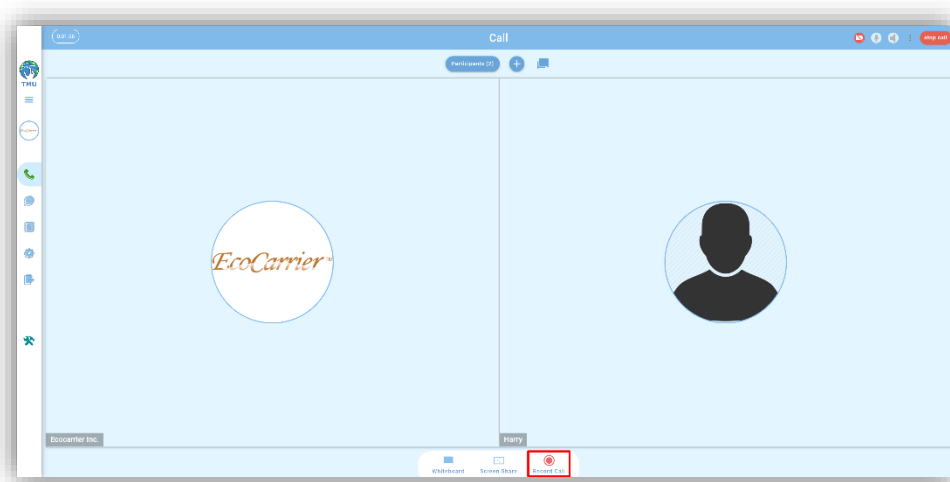 Call
stop call
TMU
Participants (2)
EcoCarrier
Ecocarrier Inc.
Harry
Whiteboard
Screen Share
Record Call